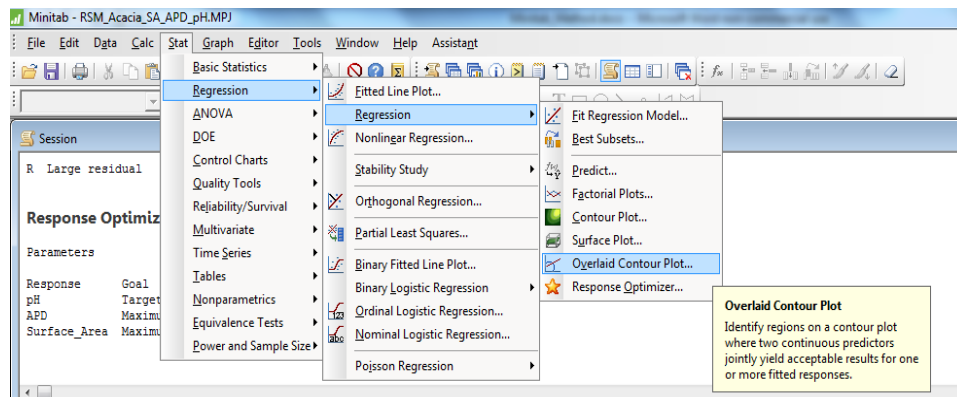 Minitab - RSM_Acacia_SA_APD_pH.MPJ
File Edit Data Calc Stat Graph Editor Tools Window Help Assistant
Session
R Large residual
Response Optimiz
Parameters
Response Goal
pH Target
APD Maximu
Surface_Area Maximu
Basic Statistics
Regression
ANOVA
DOE
Control Charts
Quality Tools
Reliability/Survival
Multivariate
Time Series
Tables
Nonparametrics
Equivalence Tests
Power and Sample Size
Fitted Line Plot...
Regression
Nonlinear Regression...
Stability Study
Orthogonal Regression...
Partial Least Squares...
Binary Fitted Line Plot...
Binary Logistic Regression
Ordinal Logistic Regression...
Nominal Logistic Regression...
Poisson Regression
Fit Regression Model...
Best Subsets...
Predict...
Factorial Plots...
Contour Plot...
Surface Plot...
Overlaid Contour Plot...
Response Optimizer...
Overlaid Contour Plot
Identify regions on a contour plot
where two continuous predictors
jointly yield acceptable results for one
or more fitted responses.